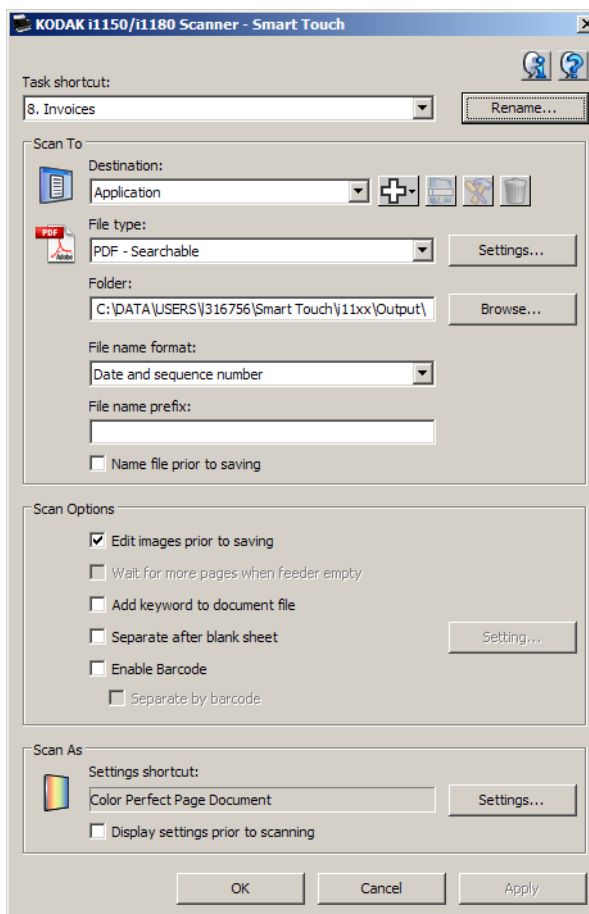 KODAK i1150/i1180 Scanner - Smart Touch
Task shortcut:
8. Invoices
Rename...
Scan To
Destination:
Application
File type:
PDF
Adobe
PDF - Searchable
Settings...
Folder:
C:\DATA\USERS\l316756\Smart Touch\i11xx\Output\
Browse...
File name format:
Date and sequence number
File name prefix:
Name file prior to saving
Scan Options
Edit images prior to saving
Wait for more pages when feeder empty
Add keyword to document file
Separate after blank sheet
Setting...
Enable Barcode
Separate by barcode
Scan As
Settings shortcut:
Color Perfect Page Document
Settings...
Display settings prior to scanning
OK
Cancel
Apply